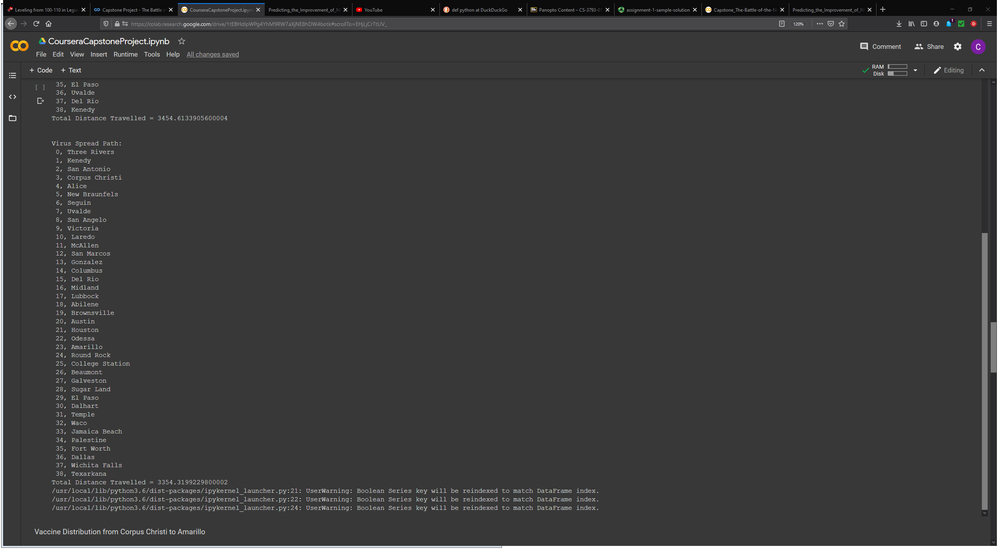 Leveling from 100-110 in Legio
Capstone Project - The Battle o
CourseraCapstoneProject.ipyn
Predicting_the_Improvement_of_N
YouTube
def python at DuckDuckGo
Bb Panopto Content – CS-3793-01
assignment-1-sample-solution
Capstone_The-Battle-of-the-N
Predicting_the_Improvement_of_N
https://colab.research.google.com/drive/1tEBHdIpWPg4YhM9RW7aXjNE8hDW4botk#scrollTo=EHjLjCrTtUV_
120%
1
D
CourseraCapstoneProject.ipynb
Comment
Share
C
File Edit View Insert Runtime Tools Help All changes saved
+ Code + Text
RAM
Disk
Editing
[ ]
35, El Paso
36, Uvalde
37, Del Rio
38, Kenedy
Total Distance Travelled = 3454.6133905600004
Virus Spread Path:
0, Three Rivers
1, Kenedy
2, San Antonio
3, Corpus Christi
4, Alice
5, New Braunfels
6, Seguin
7, Uvalde
8, San Angelo
9, Victoria
10, Laredo
11, McAllen
12, San Marcos
13, Gonzalez
14, Columbus
15, Del Rio
16, Midland
17, Lubbock
18, Abilene
19, Brownsville
20, Austin
21, Houston
22, Odessa
23, Amarillo
24, Round Rock
25, College Station
26, Beaumont
27, Galveston
28, Sugar Land
29, El Paso
30, Dalhart
31, Temple
32, Waco
33, Jamaica Beach
34, Palestine
35, Fort Worth
36, Dallas
37, Wichita Falls
38, Texarkana
Total Distance Travelled = 3354.3199229800002
/usr/local/lib/python3.6/dist-packages/ipykernel_launcher.py:21: UserWarning: Boolean Series key will be reindexed to match DataFrame index.
/usr/local/lib/python3.6/dist-packages/ipykernel_launcher.py:22: UserWarning: Boolean Series key will be reindexed to match DataFrame index.
/usr/local/lib/python3.6/dist-packages/ipykernel_launcher.py:24: UserWarning: Boolean Series key will be reindexed to match DataFrame index.
Vaccine Distribution from Corpus Christi to Amarillo